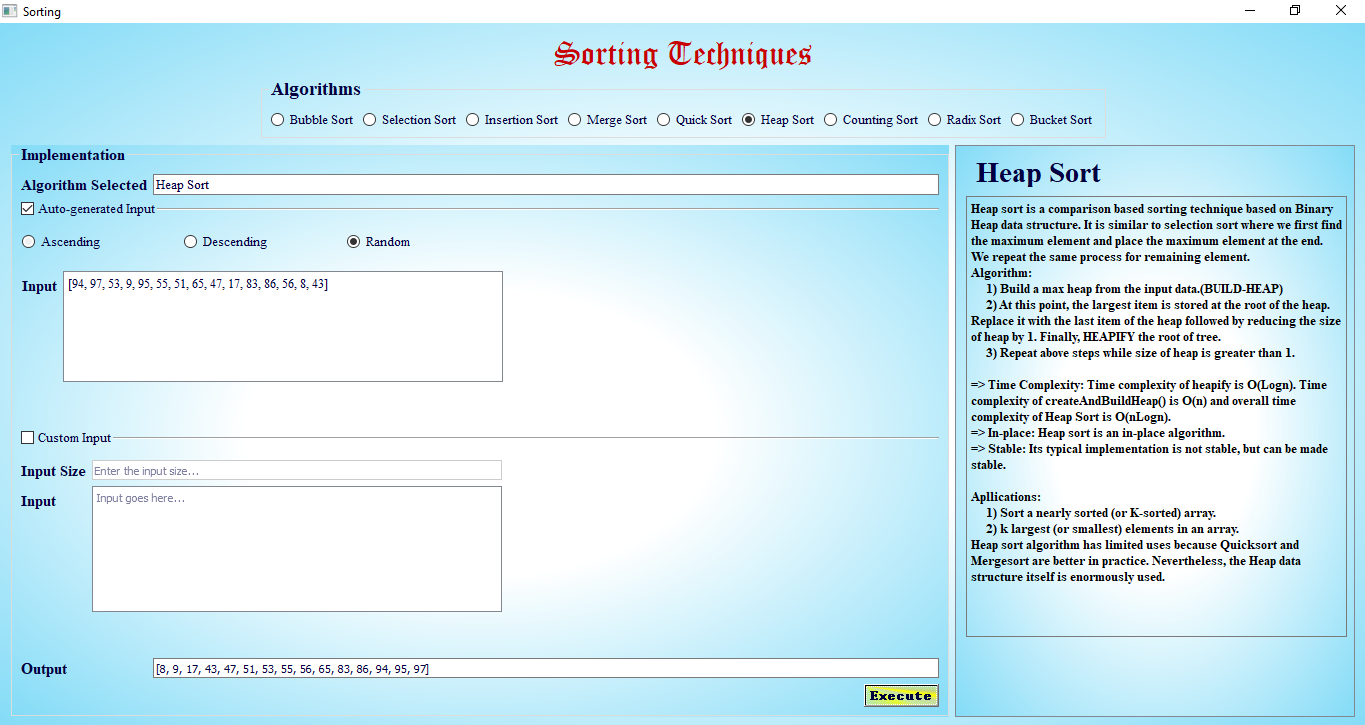 Sorting
Sorting Techniques
Algorithms
Bubble Sort Selection Sort Insertion Sort Merge Sort Quick Sort Heap Sort Counting Sort Radix Sort Bucket Sort
Implementation
Algorithm Selected Heap Sort
Auto-generated Input
Ascending Descending Random
Input [94, 97, 53, 9, 95, 55, 51, 65, 47, 17, 83, 86, 56, 8, 43]
Custom Input
Input Size Enter the input size...
Input Input goes here...
Output [8, 9, 17, 43, 47, 51, 53, 55, 56, 65, 83, 86, 94, 95, 97]
Execute
Heap Sort
Heap sort is a comparison based sorting technique based on Binary
Heap data structure. It is similar to selection sort where we first find
the maximum element and place the maximum element at the end.
We repeat the same process for remaining element.
Algorithm:
1) Build a max heap from the input data.(BUILD-HEAP)
2) At this point, the largest item is stored at the root of the heap.
Replace it with the last item of the heap followed by reducing the size
of heap by 1. Finally, HEAPIFY the root of tree.
3) Repeat above steps while size of heap is greater than 1.
=> Time Complexity: Time complexity of heapify is O(Logn). Time
complexity of createAndBuildHeap() is O(n) and overall time
complexity of Heap Sort is O(nLogn).
=> In-place: Heap sort is an in-place algorithm.
=> Stable: Its typical implementation is not stable, but can be made
stable.
Apllications:
1) Sort a nearly sorted (or K-sorted) array.
2) k largest (or smallest) elements in an array.
Heap sort algorithm has limited uses because Quicksort and
Mergesort are better in practice. Nevertheless, the Heap data
structure itself is enormously used.